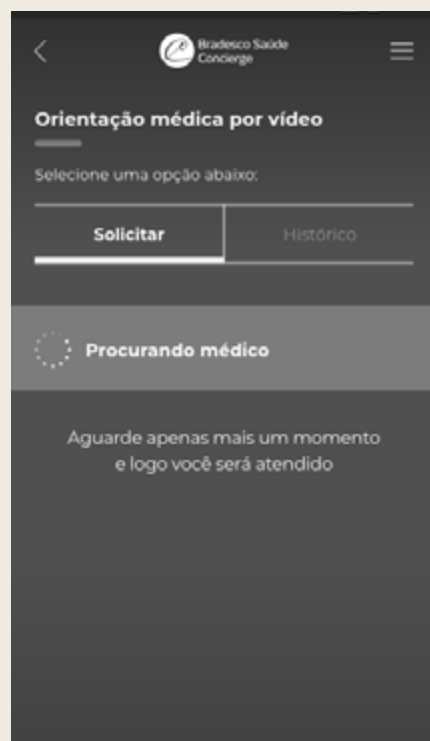 Bradesco Saúde
Concierge
Orientação médica por vídeo
Selecione uma opção abaixo:
Solicitar
Histórico
Procurando médico
Aguarde apenas mais um momento
e logo você será atendido